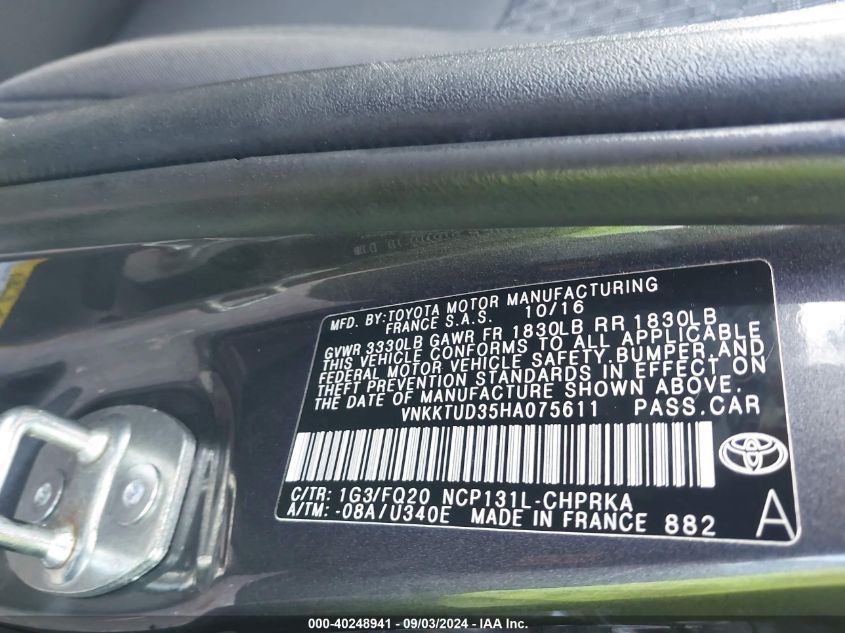 MFD. BY: TOYOTA MOTOR MANUFACTURING
FRANCE S.A.S. 10/16
GVWR 3330LB GAWR FR 1830LB RR 1830LB
THIS VEHICLE CONFORMS TO ALL APPLICABLE
FEDERAL MOTOR VEHICLE SAFETY, BUMPER, AND
THEFT PREVENTION STANDARDS IN EFFECT ON
THE DATE OF MANUFACTURE SHOWN ABOVE.
VNKKTUD35HA075611 PASS.CAR
C/TR: 1G3/FQ20 NCP131L-CHPRKA
A/TM: -08A/U340E MADE IN FRANCE 882
A
000-40248941 - 09/03/2024 - IAA Inc.